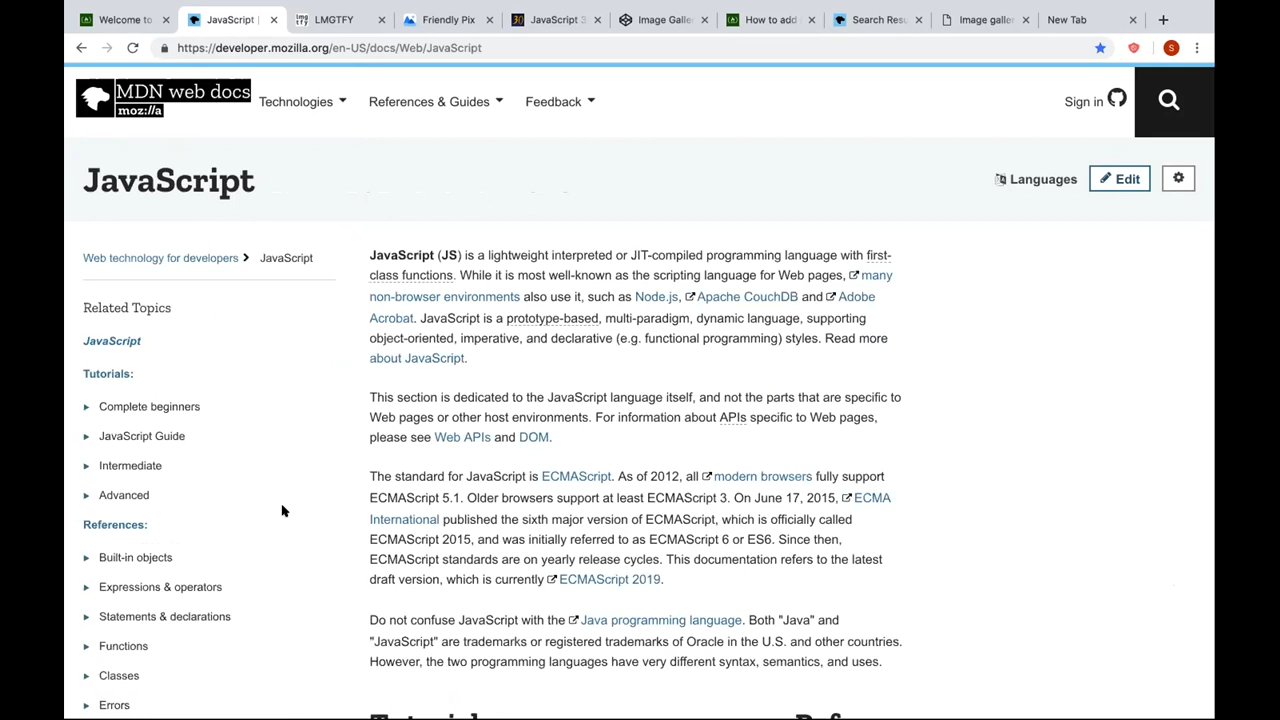 Welcome to
JavaScript |
LMGTFY
Friendly Pix
JavaScript 3
Image Galle
How to add
Search Resu
Image galler
New Tab
https://developer.mozilla.org/en-US/docs/Web/JavaScript
S
MDN web docs
moz://a
Technologies
References & Guides
Feedback
Sign in
JavaScript
Languages
Edit
Web technology for developers
JavaScript
Related Topics
JavaScript
Tutorials:
Complete beginners
JavaScript Guide
Intermediate
Advanced
References:
Built-in objects
Expressions & operators
Statements & declarations
Functions
Classes
Errors
JavaScript (JS) is a lightweight interpreted or JIT-compiled programming language with first-
class functions. While it is most well-known as the scripting language for Web pages, many
non-browser environments also use it, such as Node.js, Apache CouchDB and Adobe
Acrobat. JavaScript is a prototype-based, multi-paradigm, dynamic language, supporting
object-oriented, imperative, and declarative (e.g. functional programming) styles. Read more
about JavaScript.
This section is dedicated to the JavaScript language itself, and not the parts that are specific to
Web pages or other host environments. For information about APIs specific to Web pages,
please see Web APIs and DOM.
The standard for JavaScript is ECMAScript. As of 2012, all modern browsers fully support
ECMAScript 5.1. Older browsers support at least ECMAScript 3. On June 17, 2015, ECMA
International published the sixth major version of ECMAScript, which is officially called
ECMAScript 2015, and was initially referred to as ECMAScript 6 or ES6. Since then,
ECMAScript standards are on yearly release cycles. This documentation refers to the latest
draft version, which is currently ECMAScript 2019.
Do not confuse JavaScript with the Java programming language. Both "Java" and
"JavaScript" are trademarks or registered trademarks of Oracle in the U.S. and other countries.
However, the two programming languages have very different syntax, semantics, and uses.